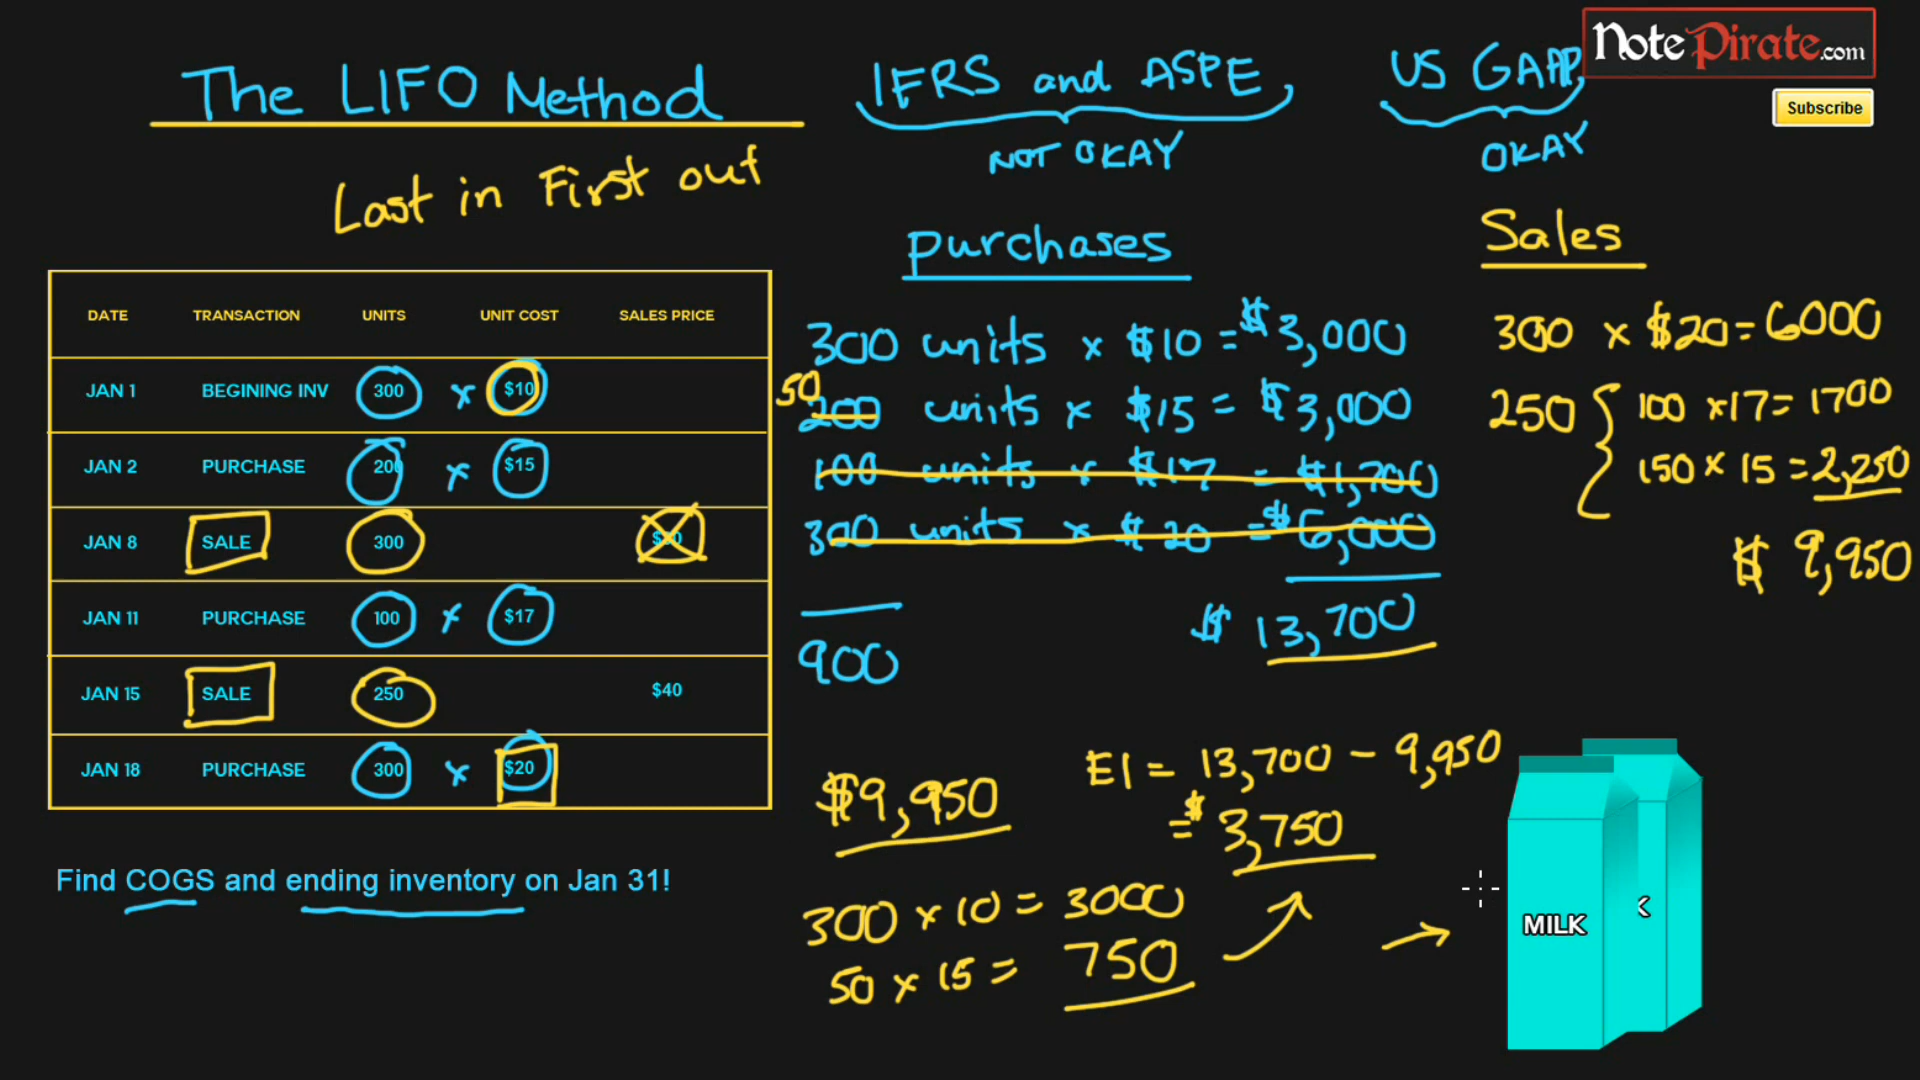 The LIFO Method
IFRS and ASPE,
US GAAP,
NotePirate.com
Subscribe
NOT OKAY
OKAY
Last in First out
purchases
Sales
DATE TRANSACTION UNITS UNIT COST SALES PRICE
JAN 1 BEGINING INV 300 x $10
JAN 2 PURCHASE 200 x $15
JAN 8 SALE 300
JAN 11 PURCHASE 100 x $17
JAN 15 SALE 250 $40
JAN 18 PURCHASE 300 x $20
Find COGS and ending inventory on Jan 31!
300 units x $10 = $3,000
50
200 units x $15 = $3,000
100 units x $17 = $1,700
300 units x $20 = $6,000
900
$ 13,700
300 x $20 = 6000
250 { 100 x 17 = 1700
150 x 15 = 2,250
$ 9,950
$9,950
EI = 13,700 - 9,950
= $3,750
300 x 10 = 3000
50 x 15 = 750
MILK
K